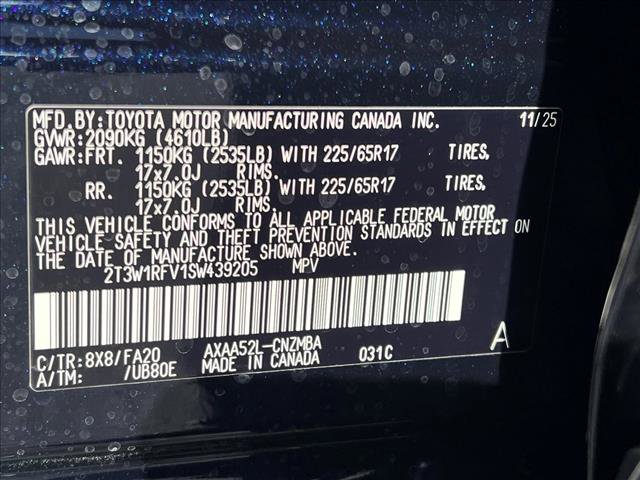 MFD. BY: TOYOTA MOTOR MANUFACTURING CANADA INC. 11/25
GVWR: 2090KG (4610LB)
GAWR: FRT. 1150KG (2535LB) WITH 225/65R17 TIRES,
17x7.0J RIMS.
RR. 1150KG (2535LB) WITH 225/65R17 TIRES,
17x7.0J RIMS.
THIS VEHICLE CONFORMS TO ALL APPLICABLE FEDERAL MOTOR
VEHICLE SAFETY AND THEFT PREVENTION STANDARDS IN EFFECT ON
THE DATE OF MANUFACTURE SHOWN ABOVE.
2T3W1RFV1SW439205 MPV
C/TR: 8X8/FA20 AXAA52L-CNZMBA 031C A
A/TM: /UB80E MADE IN CANADA